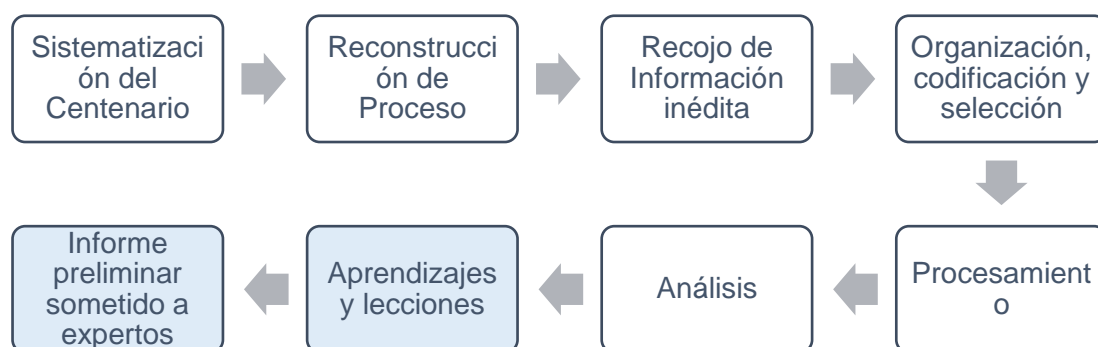 Sistematizaci
ón del
Centenario
Reconstrucci
ón de
Proceso
Recojo de
Información
inédita
Organización,
codificación y
selección
Procesamient
o
Análisis
Aprendizajes
y lecciones
Informe
preliminar
sometido a
expertos